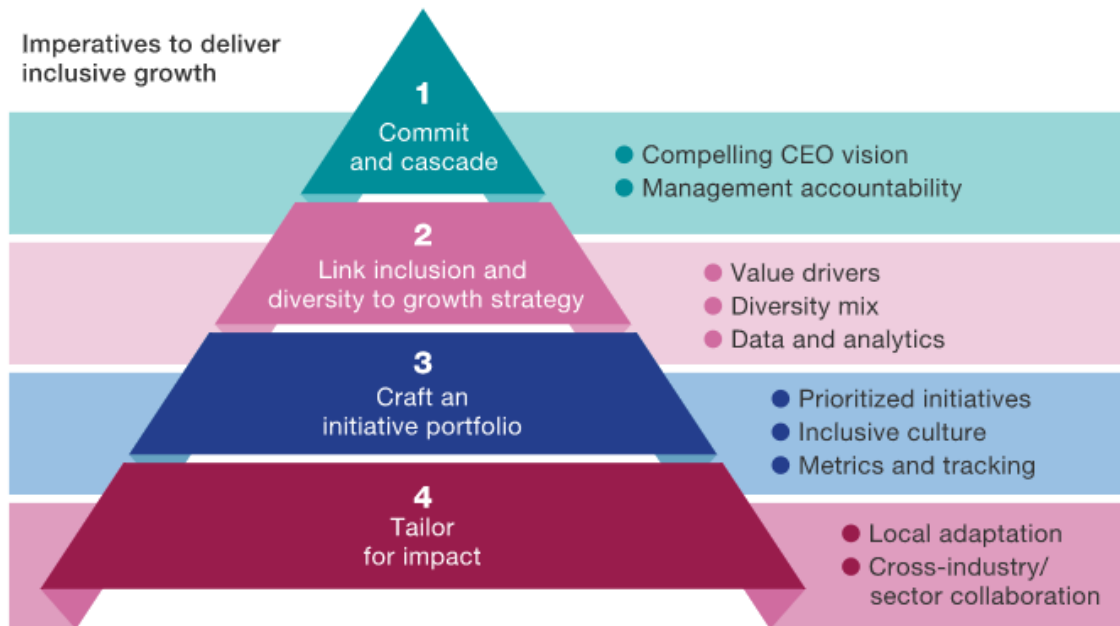 Imperatives to deliver
inclusive growth
1
Commit
and cascade
Compelling CEO vision
Management accountability
2
Link inclusion and
diversity to growth strategy
Value drivers
Diversity mix
Data and analytics
3
Craft an
initiative portfolio
Prioritized initiatives
Inclusive culture
Metrics and tracking
4
Tailor
for impact
Local adaptation
Cross-industry/
sector collaboration